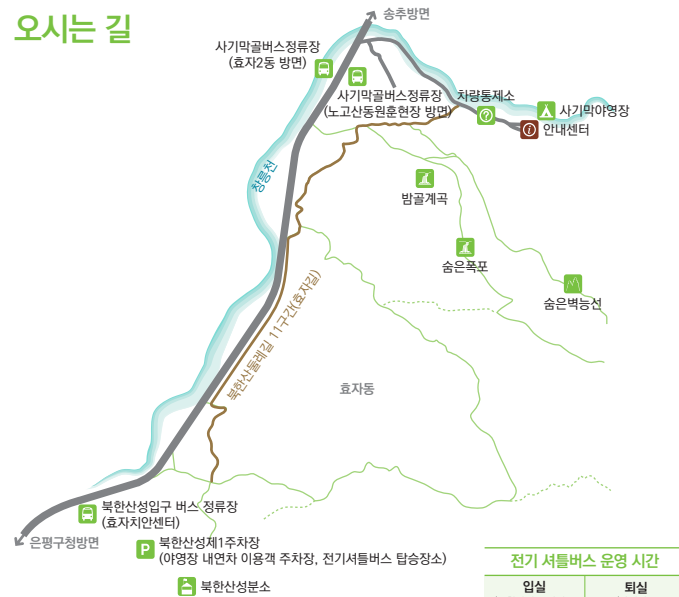 오시는 길
송추방면
사기막골버스정류장
(효자2동 방면)
사기막골버스정류장
(노고산동원훈현장 방면)
차량통제소
사기막야영장
안내센터
창릉천
밤골계곡
숨은폭포
숨은벽능선
북한산둘레길 11구간(효자길)
효자동
북한산성입구 버스 정류장
(효자치안센터)
은평구청방면
P
북한산성제1주차장
(야영장 내연차 이용객 주차장, 전기셔틀버스 탑승장소)
북한산성분소
전기 셔틀버스 운영 시간
입실 퇴실